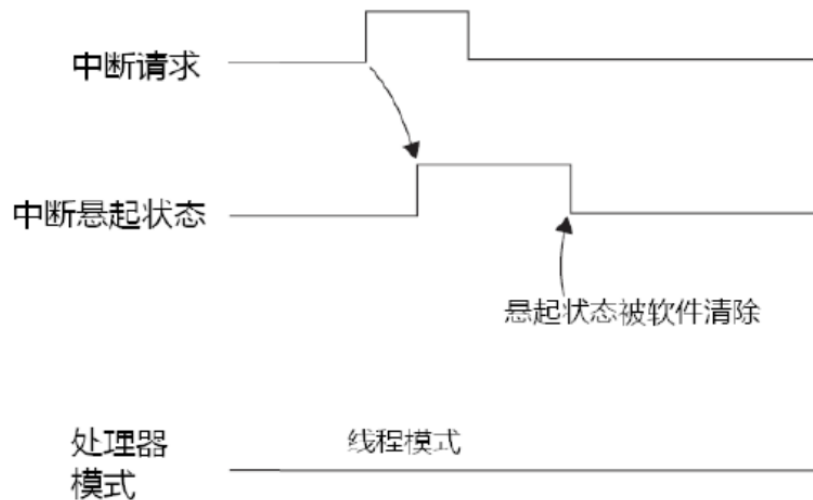 中断请求
中断悬起状态
悬起状态被软件清除
处理器
模式
线程模式